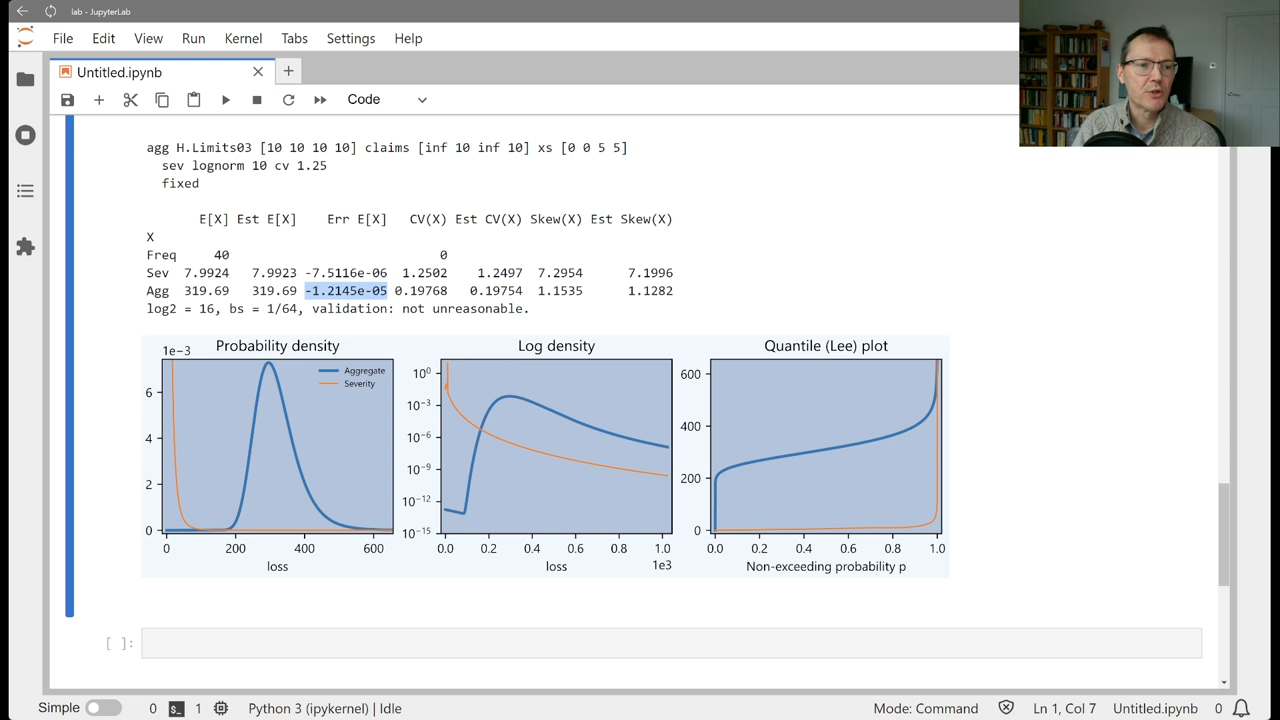 lab - JupyterLab
File Edit View Run Kernel Tabs Settings Help
Untitled.ipynb
Code
agg H.Limits03 [10 10 10 10] claims [inf 10 inf 10] xs [0 0 5 5]
sev lognorm 10 cv 1.25
fixed
E[X] Est E[X] Err E[X] CV(X) Est CV(X) Skew(X) Est Skew(X)
X
Freq 40 0
Sev 7.9924 7.9923 -7.5116e-06 1.2502 1.2497 7.2954 7.1996
Agg 319.69 319.69 -1.2145e-05 0.19768 0.19754 1.1535 1.1282
log2 = 16, bs = 1/64, validation: not unreasonable.
1e−3 Probability density
Aggregate
Severity
6
4
2
0
0 200 400 600
loss
Log density
10⁰
10⁻³
10⁻⁶
10⁻⁹
10⁻¹²
10⁻¹⁵
0.0 0.2 0.4 0.6 0.8 1.0
loss 1e3
Quantile (Lee) plot
600
400
200
0
0.0 0.2 0.4 0.6 0.8 1.0
Non-exceeding probability p
[ ]:
Simple 0 $_ 1 Python 3 (ipykernel) | Idle Mode: Command Ln 1, Col 7 Untitled.ipynb 0